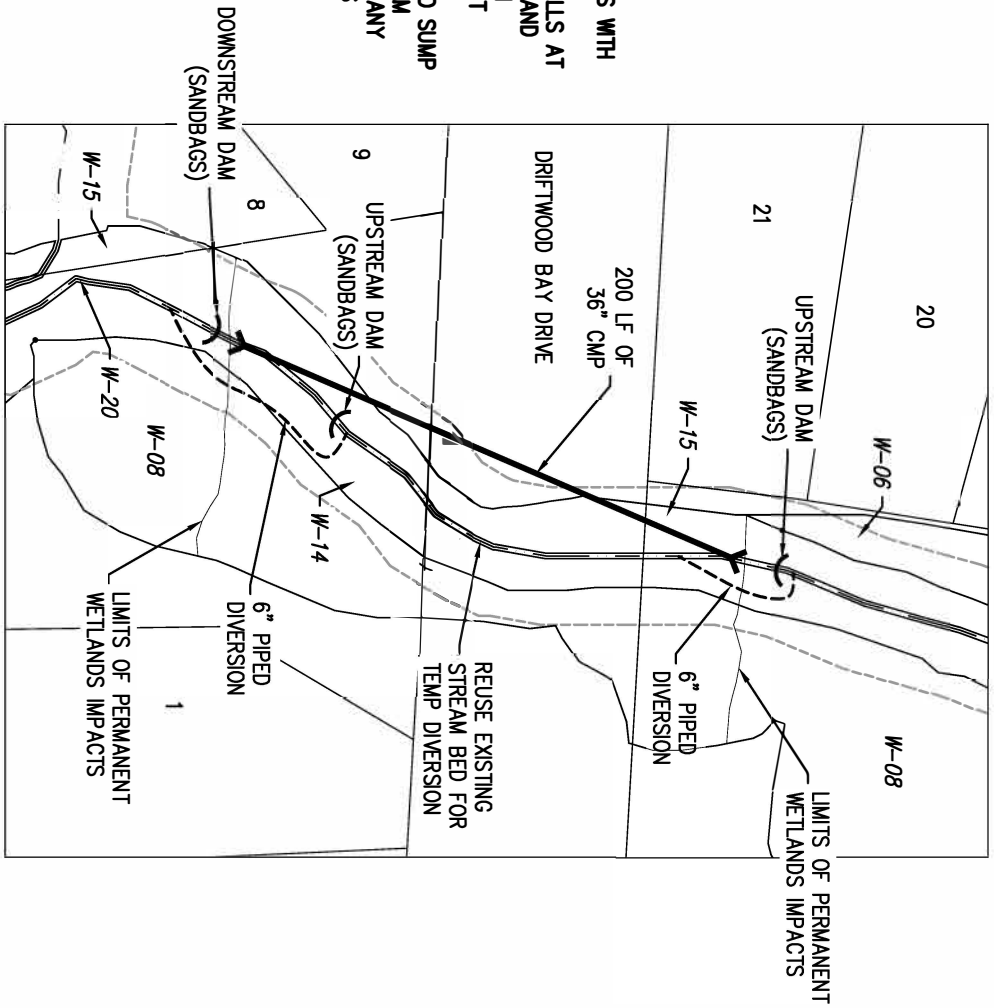 S WITH
LLS AT
AND
T
O SUMP
M
ANY
S
LIMITS OF PERMANENT
WETLANDS IMPACTS
W-08
20
W-06
UPSTREAM DAM
(SANDBAGS)
21
W-15
6" PIPED
DIVERSION
200 LF OF
36" CMP
DRIFTWOOD BAY DRIVE
REUSE EXISTING
STREAM BED FOR
TEMP DIVERSION
9
UPSTREAM DAM
(SANDBAGS)
W-14
6" PIPED
DIVERSION
8
DOWNSTREAM DAM
(SANDBAGS)
1
W-08
LIMITS OF PERMANENT
WETLANDS IMPACTS
W-20
W-15